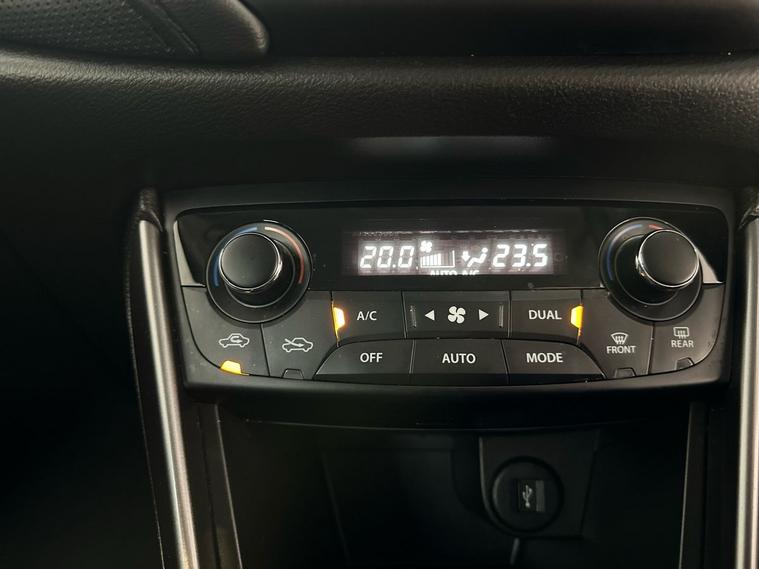 20.0 23.5
AUTO A/C
A/C DUAL
OFF AUTO MODE FRONT REAR